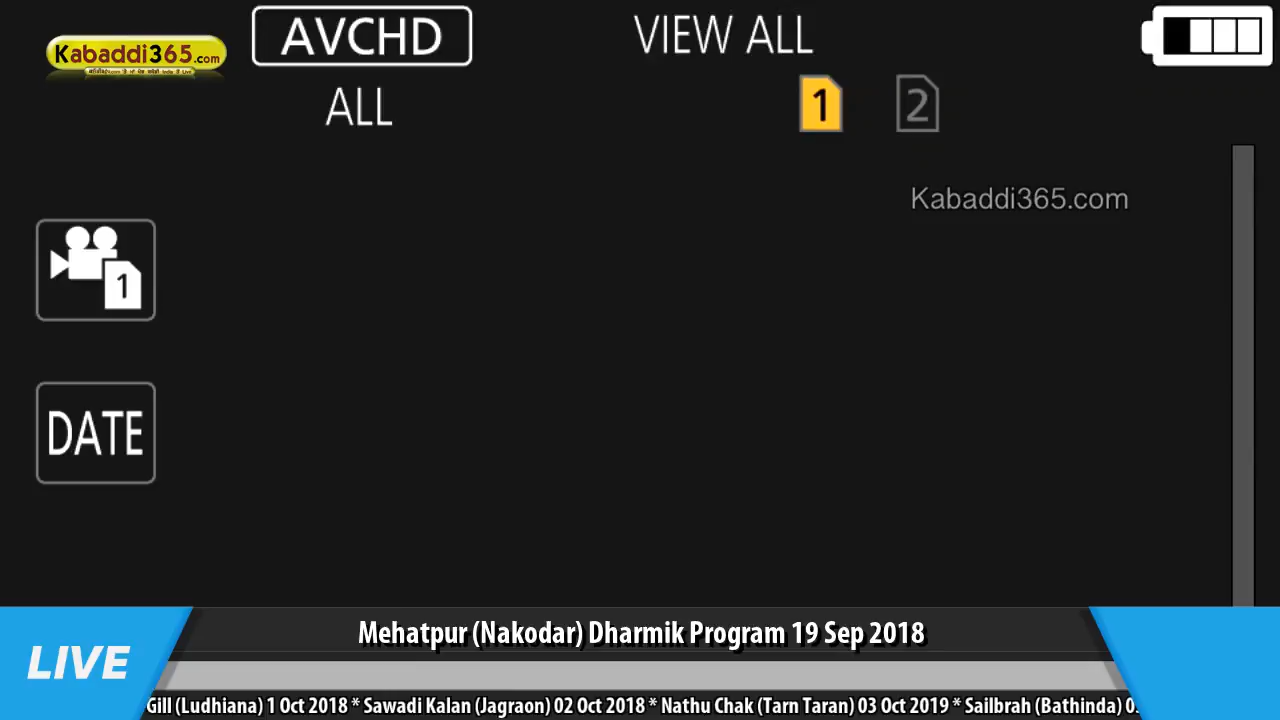 Kabaddi365.com
AVCHD
VIEW ALL
ALL
1
2
Kabaddi365.com
1
DATE
Mehatpur (Nakodar) Dharmik Program 19 Sep 2018
LIVE
Gill (Ludhiana) 1 Oct 2018 * Sawadi Kalan (Jagraon) 02 Oct 2018 * Nathu Chak (Tarn Taran) 03 Oct 2019 * Sailbrah (Bathinda)